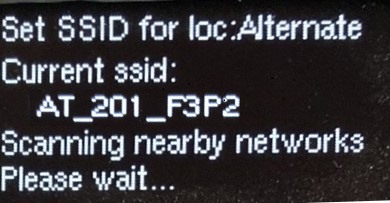 Set SSID for loc:Alternate
Current ssid:
AT_201_F3P2
Scanning nearby networks
Please wait...